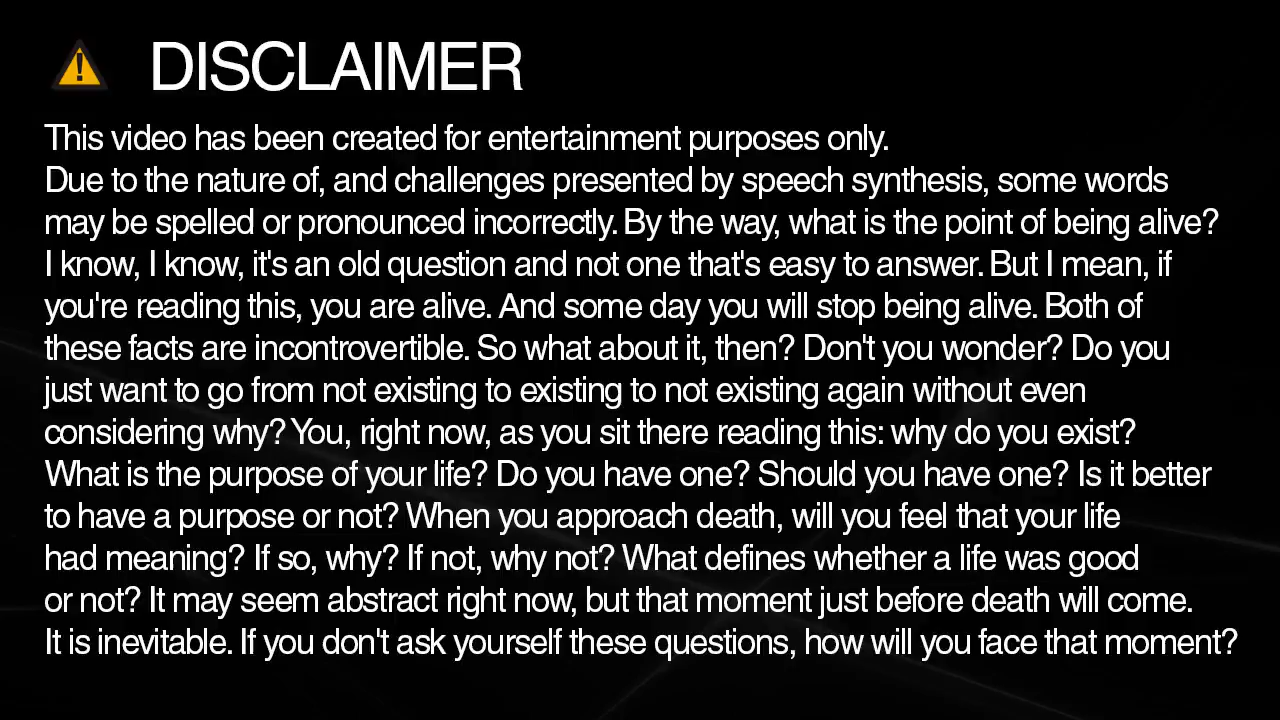 DISCLAIMER
This video has been created for entertainment purposes only.
Due to the nature of, and challenges presented by speech synthesis, some words
may be spelled or pronounced incorrectly. By the way, what is the point of being alive?
I know, I know, it's an old question and not one that's easy to answer. But I mean, if
you're reading this, you are alive. And some day you will stop being alive. Both of
these facts are incontrovertible. So what about it, then? Don't you wonder? Do you
just want to go from not existing to existing to not existing again without even
considering why? You, right now, as you sit there reading this: why do you exist?
What is the purpose of your life? Do you have one? Should you have one? Is it better
to have a purpose or not? When you approach death, will you feel that your life
had meaning? If so, why? If not, why not? What defines whether a life was good
or not? It may seem abstract right now, but that moment just before death will come.
It is inevitable. If you don't ask yourself these questions, how will you face that moment?